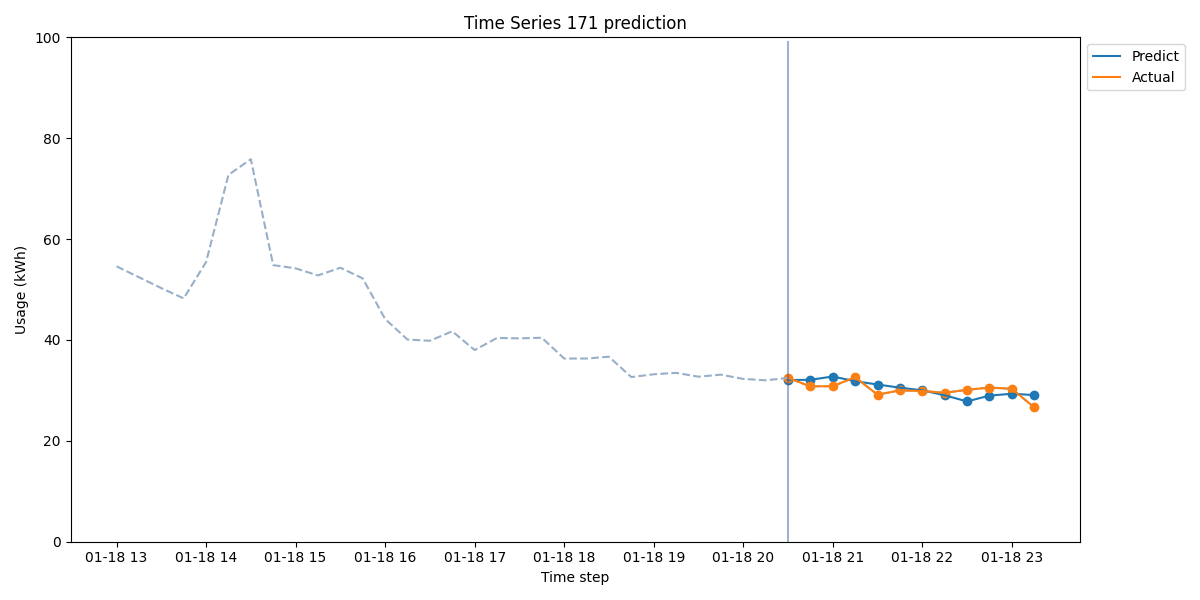 Time Series 171 prediction
Usage (kWh)
100
80
60
40
20
0
01-18 13 01-18 14 01-18 15 01-18 16 01-18 17 01-18 18 01-18 19 01-18 20 01-18 21 01-18 22 01-18 23
Time step
Predict
Actual